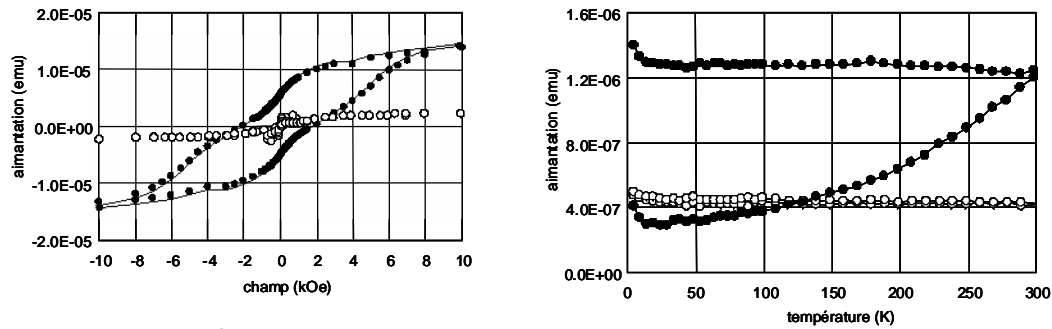 2.0E-05
1.0E-05
0.0E+00
-1.0E-05
-2.0E-05
aimantation (emu)
-10 -8 -6 -4 -2 0 2 4 6 8 10
champ (kOe)
1.6E-06
1.2E-06
8.0E-07
4.0E-07
0.0E+00
aimantation (emu)
0 50 100 150 200 250 300
température (K)